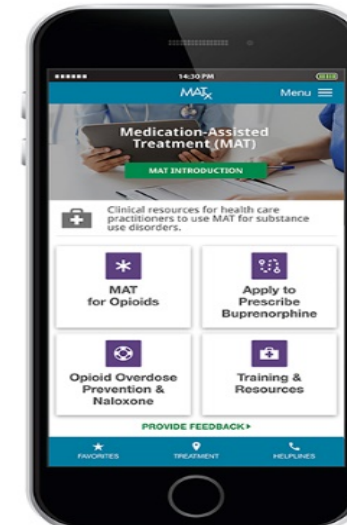 14:30 PM
MATx
Menu
Medication-Assisted
Treatment (MAT)
MAT INTRODUCTION
Clinical resources for health care
practitioners to use MAT for substance
use disorders.
MAT
for Opioids
Apply to
Prescribe
Buprenorphine
Opioid Overdose
Prevention &
Naloxone
Training &
Resources
PROVIDE FEEDBACK
FAVORITES
TREATMENT
HELPLINES